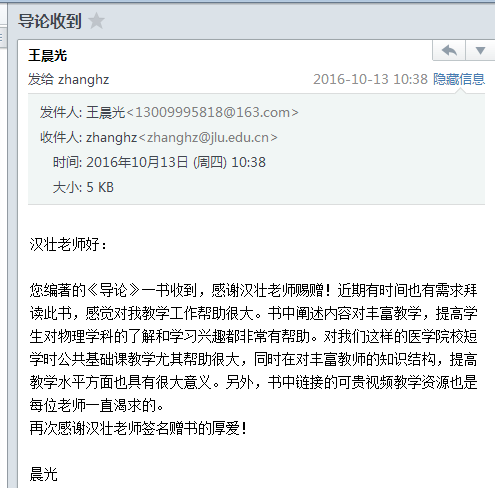 导论收到
王晨光
发给 zhanghz 2016-10-13 10:38 隐藏信息
发件人: 王晨光<13009995818@163.com>
收件人: zhanghz<zhanghz@jlu.edu.cn>
时间: 2016年10月13日 (周四) 10:38
大小: 5 KB
汉壮老师好：
您编著的《导论》一书收到，感谢汉壮老师赐赠！近期有时间也有需求拜
读此书，感觉对我教学工作帮助很大。书中阐述内容对丰富教学，提高学
生对物理学科的了解和学习兴趣都非常有帮助。对我们这样的医学院校短
学时公共基础课教学尤其帮助很大，同时在对丰富教师的知识结构，提高
教学水平方面也具有很大意义。另外，书中链接的可贵视频教学资源也是
每位老师一直渴求的。
再次感谢汉壮老师签名赠书的厚爱！
晨光